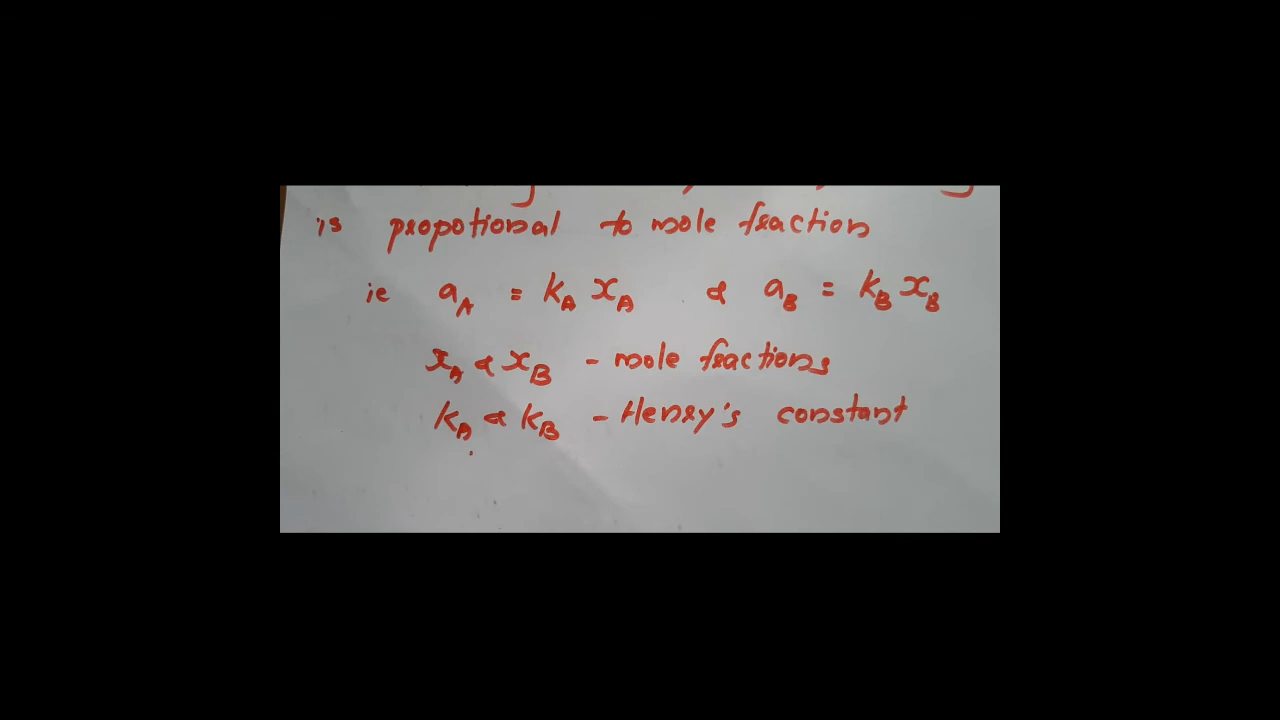 is propotional to mole fraction
ie a_A = k_A x_A & a_B = k_B x_B
x_A & x_B - mole fractions
k_A & k_B - Henry's constant